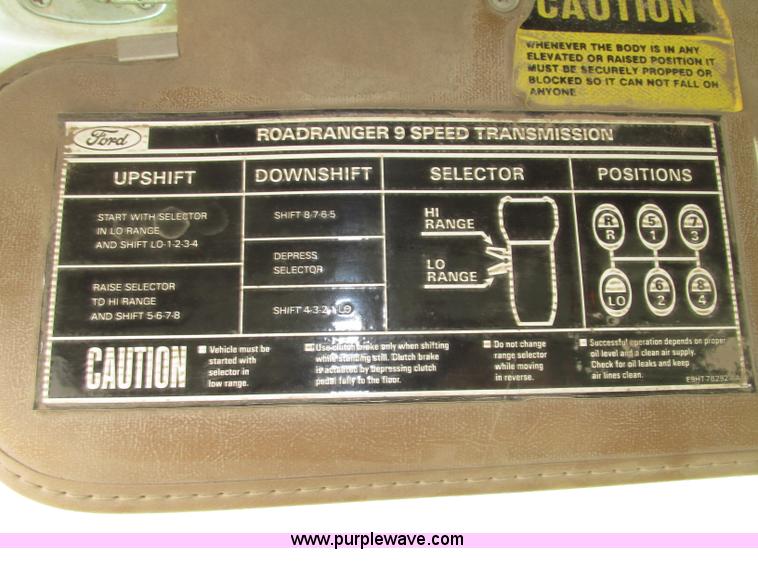 CAUTION
WHENEVER THE BODY IS IN ANY
ELEVATED OR RAISED POSITION IT
MUST BE SECURELY PROPPED OR
BLOCKED SO IT CAN NOT FALL ON
ANYONE
Ford
ROADRANGER 9 SPEED TRANSMISSION
UPSHIFT
START WITH SELECTOR
IN LO RANGE
AND SHIFT LO-1-2-3-4
RAISE SELECTOR
TO HI RANGE
AND SHIFT 5-6-7-8
DOWNSHIFT
SHIFT 8-7-6-5
DEPRESS
SELECTOR
SHIFT 4-3-2-1 LO
SELECTOR
HI
RANGE
LO
RANGE
POSITIONS
R 5 7
R 1 3
6 8
LO 2 4
CAUTION
Vehicle must be
started with
selector in
low range.
Use clutch brake only when shifting
while standing still. Clutch brake
is actuated by depressing clutch
pedal fully to the floor.
Do not change
range selector
while moving
in reverse.
Successful operation depends on proper
oil level and a clean air supply.
Check for oil leaks and keep
air lines clean.
www.purplewave.com